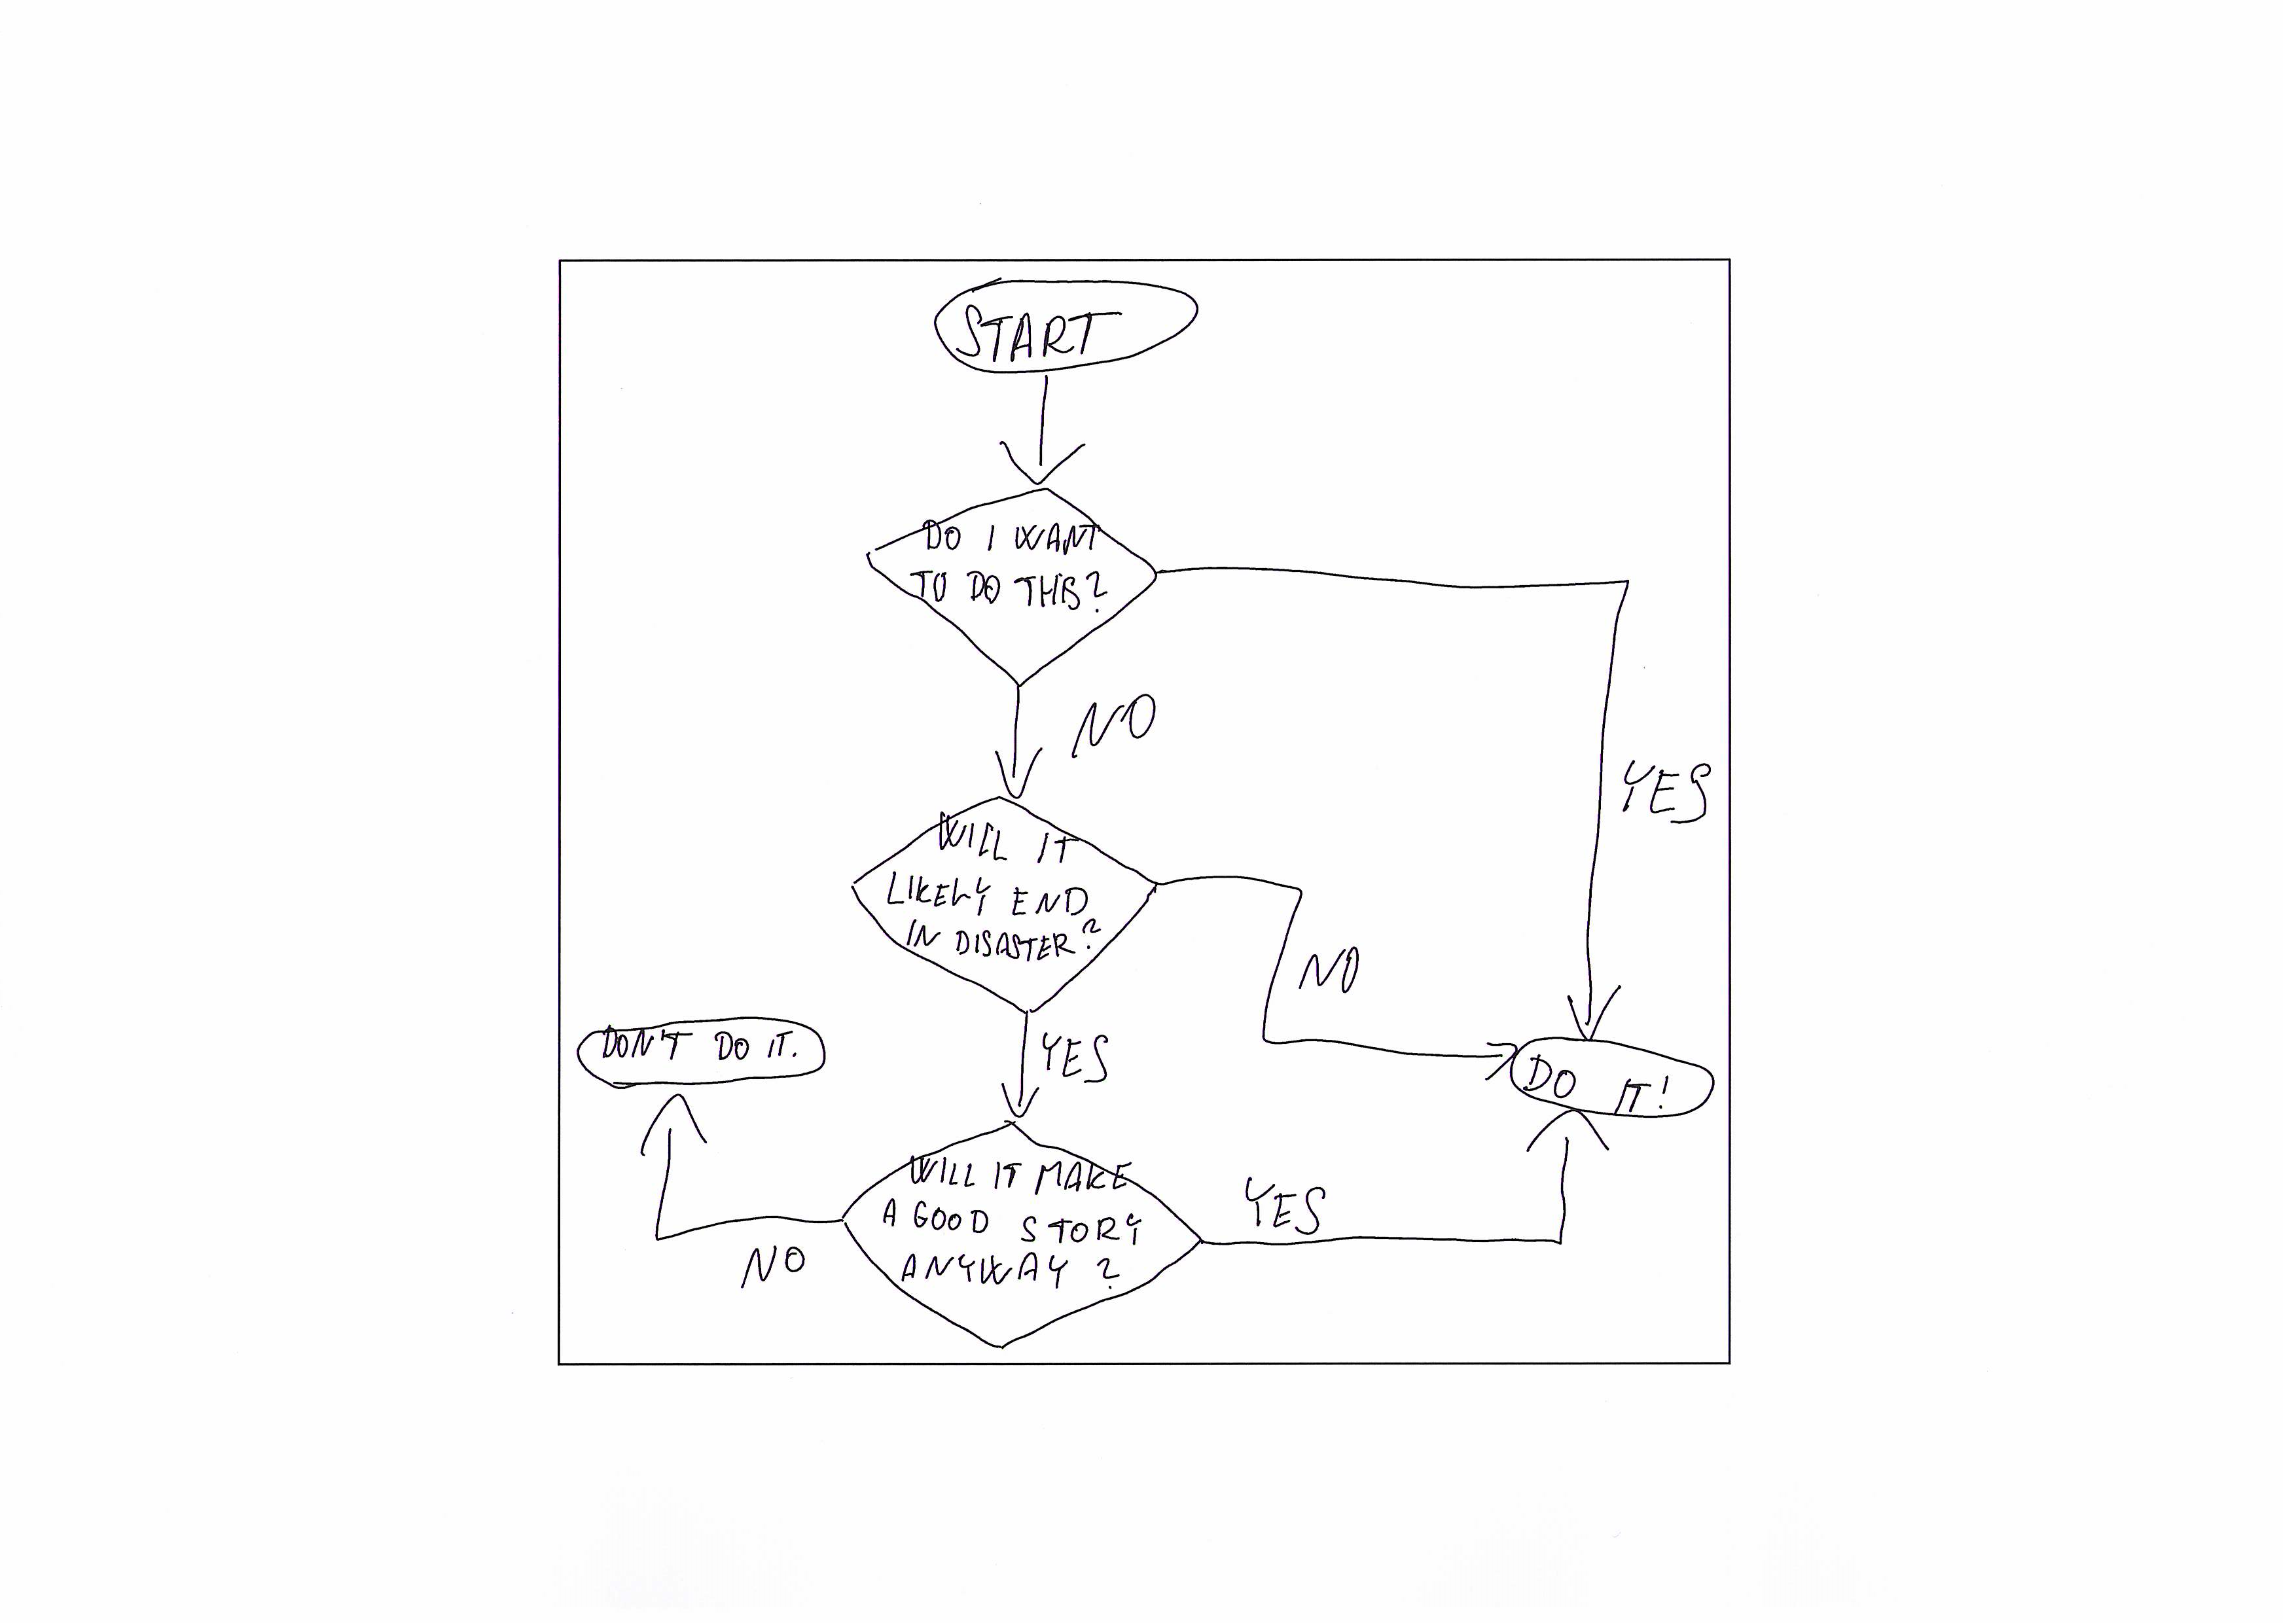 START
DO I WANT
TO DO THIS?
NO
YES
WILL IT
LIKELY END
IN DISASTER?
NO
YES
DON'T DO IT.
DO IT!
WILL IT MAKE
A GOOD STORY
ANYWAY?
YES
NO